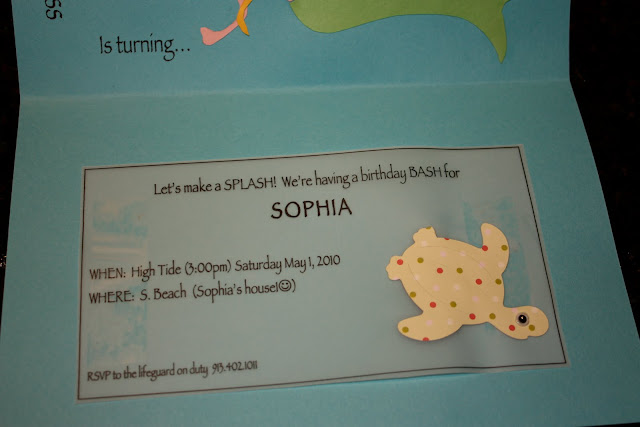 Is turning...
Let's make a SPLASH! We're having a birthday BASH for
SOPHIA
WHEN: High Tide (3:00pm) Saturday May 1, 2010
WHERE: S. Beach (Sophia's house!☺)
RSVP to the lifeguard on duty 913.402.1011